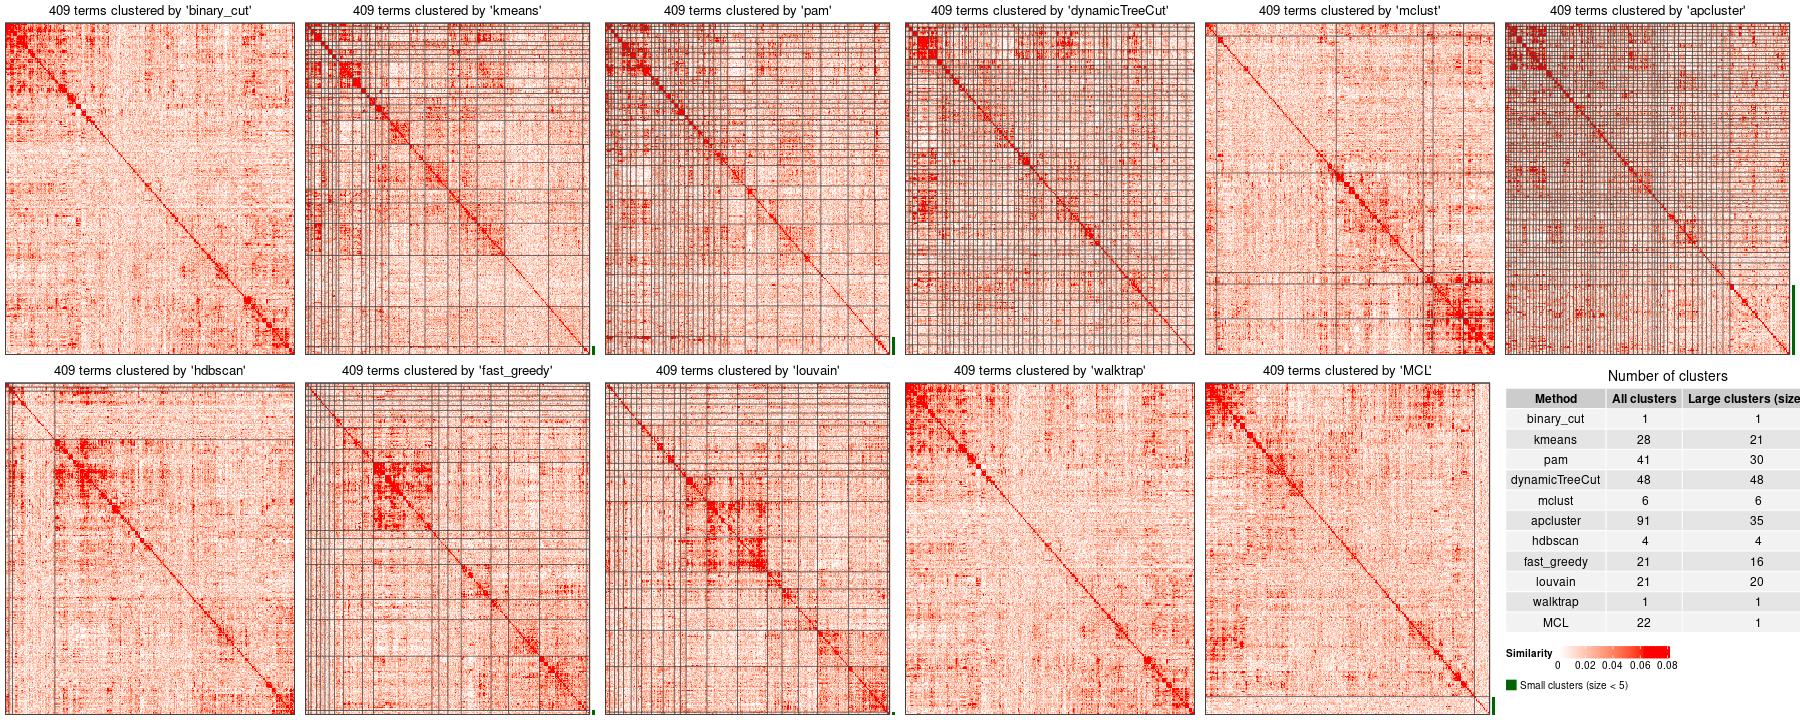 409 terms clustered by 'binary_cut'
409 terms clustered by 'kmeans'
409 terms clustered by 'pam'
409 terms clustered by 'dynamicTreeCut'
409 terms clustered by 'mclust'
409 terms clustered by 'apcluster'
409 terms clustered by 'hdbscan'
409 terms clustered by 'fast_greedy'
409 terms clustered by 'louvain'
409 terms clustered by 'walktrap'
409 terms clustered by 'MCL'
Number of clusters
Method All clusters Large clusters (size
binary_cut 1 1
kmeans 28 21
pam 41 30
dynamicTreeCut 48 48
mclust 6 6
apcluster 91 35
hdbscan 4 4
fast_greedy 21 16
louvain 21 20
walktrap 1 1
MCL 22 1
Similarity
0 0.02 0.04 0.06 0.08
Small clusters (size < 5)